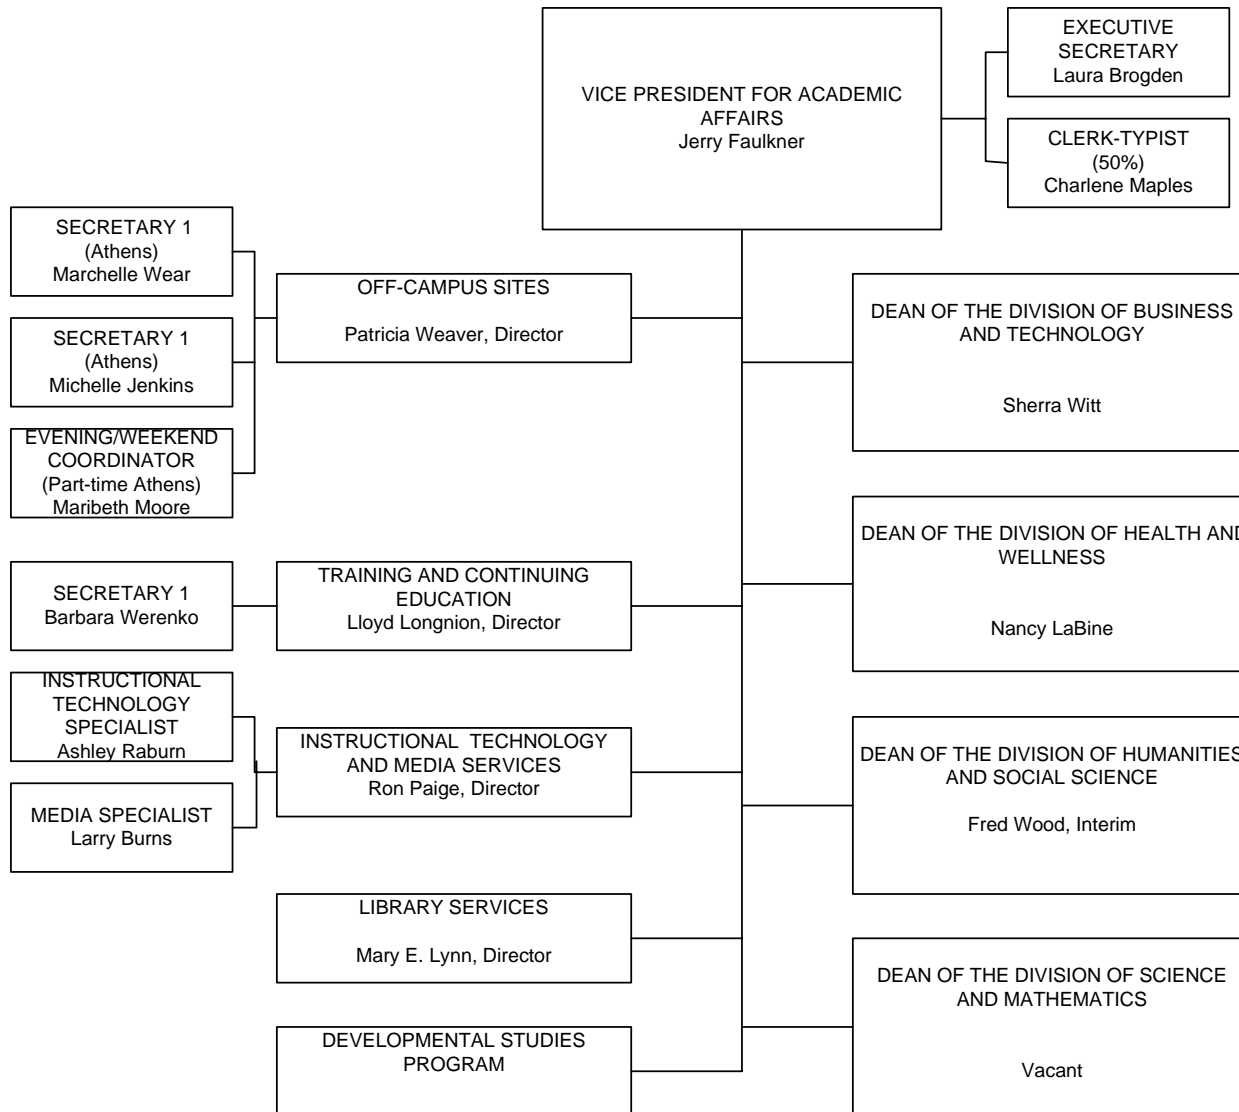 VICE PRESIDENT FOR ACADEMIC
AFFAIRS
Jerry Faulkner
EXECUTIVE
SECRETARY
Laura Brogden
CLERK-TYPIST
(50%)
Charlene Maples
SECRETARY 1
(Athens)
Marchelle Wear
SECRETARY 1
(Athens)
Michelle Jenkins
EVENING/WEEKEND
COORDINATOR
(Part-time Athens)
Maribeth Moore
OFF-CAMPUS SITES
Patricia Weaver, Director
DEAN OF THE DIVISION OF BUSINESS
AND TECHNOLOGY
Sherra Witt
DEAN OF THE DIVISION OF HEALTH AND
WELLNESS
Nancy LaBine
SECRETARY 1
Barbara Werenko
TRAINING AND CONTINUING
EDUCATION
Lloyd Longnion, Director
INSTRUCTIONAL
TECHNOLOGY
SPECIALIST
Ashley Raburn
MEDIA SPECIALIST
Larry Burns
INSTRUCTIONAL TECHNOLOGY
AND MEDIA SERVICES
Ron Paige, Director
DEAN OF THE DIVISION OF HUMANITIES
AND SOCIAL SCIENCE
Fred Wood, Interim
LIBRARY SERVICES
Mary E. Lynn, Director
DEAN OF THE DIVISION OF SCIENCE
AND MATHEMATICS
Vacant
DEVELOPMENTAL STUDIES
PROGRAM